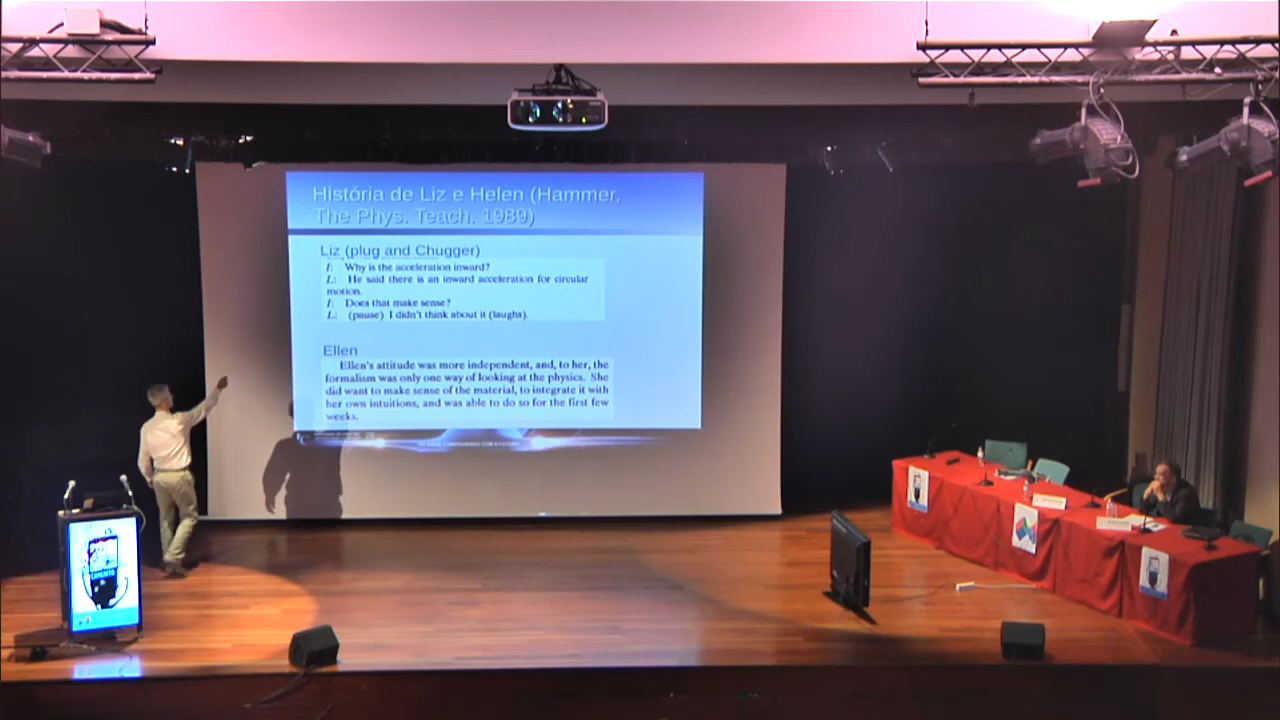 História de Liz e Helen (Hammer,
The Phys. Teach. 1989)
Liz (plug and Chugger)
I: Why is the acceleration inward?
L: He said there is an inward acceleration for circular
motion.
I: Does that make sense?
L: (pause) I didn't think about it (laughs).
Ellen
Ellen's attitude was more independent, and, to her, the
formalism was only one way of looking at the physics. She
did want to make sense of the material, to integrate it with
her own intuitions, and was able to do so for the first few
weeks.